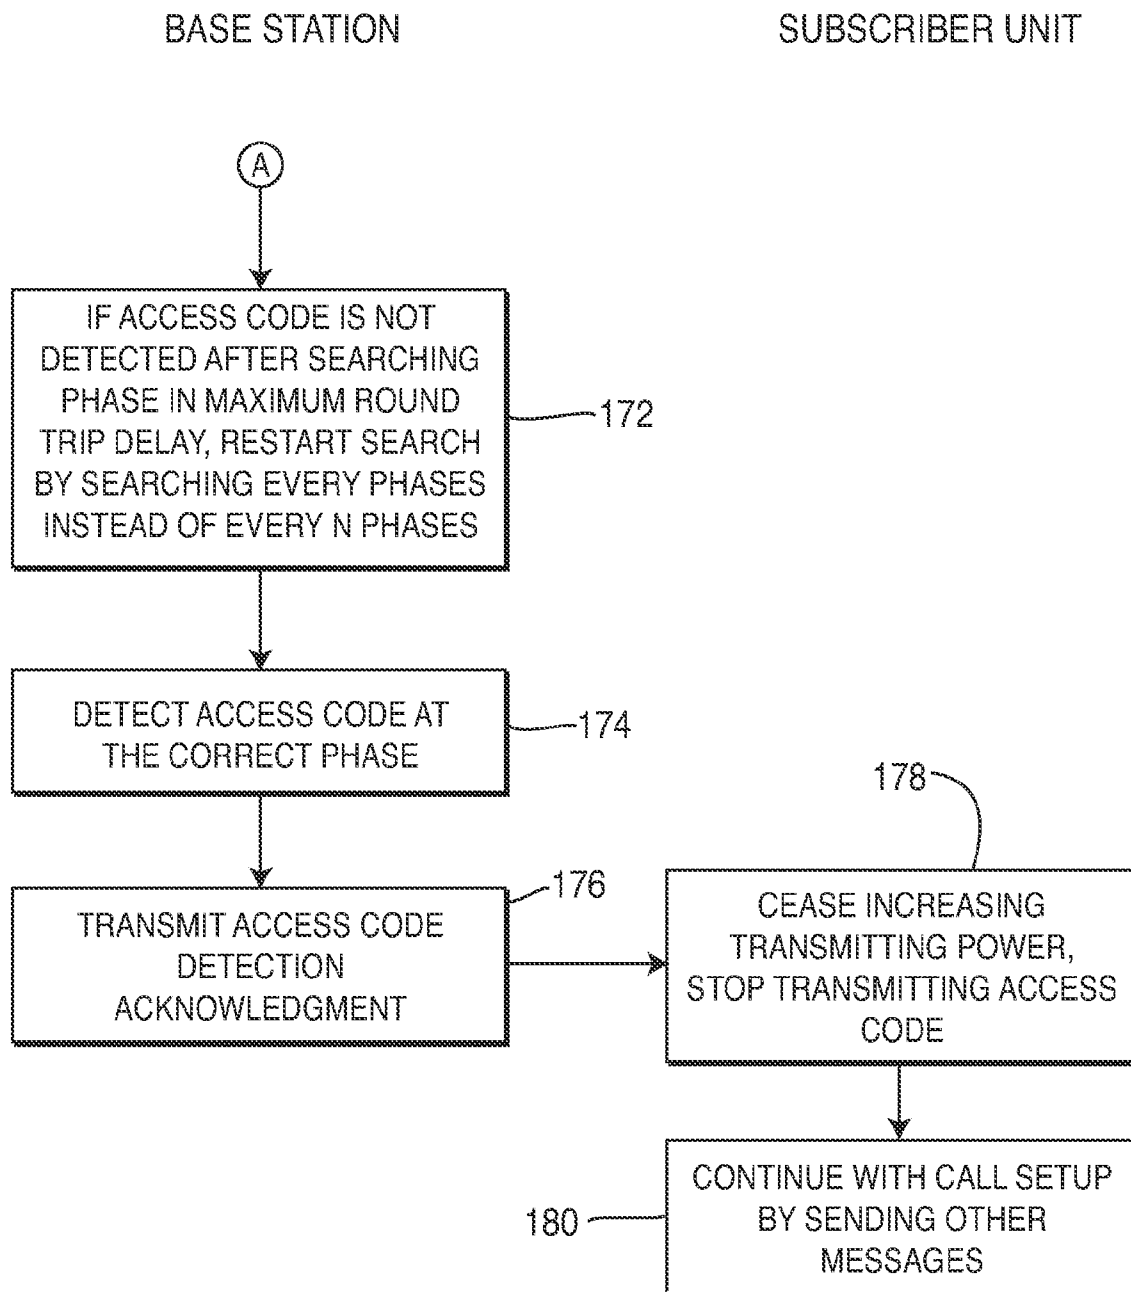 BASE STATION
SUBSCRIBER UNIT
A
IF ACCESS CODE IS NOT
DETECTED AFTER SEARCHING
PHASE IN MAXIMUM ROUND
TRIP DELAY, RESTART SEARCH
BY SEARCHING EVERY PHASES
INSTEAD OF EVERY N PHASES
172
DETECT ACCESS CODE AT
THE CORRECT PHASE
174
TRANSMIT ACCESS CODE
DETECTION
ACKNOWLEDGMENT
176
178
CEASE INCREASING
TRANSMITTING POWER,
STOP TRANSMITTING ACCESS
CODE
CONTINUE WITH CALL SETUP
BY SENDING OTHER
MESSAGES
180